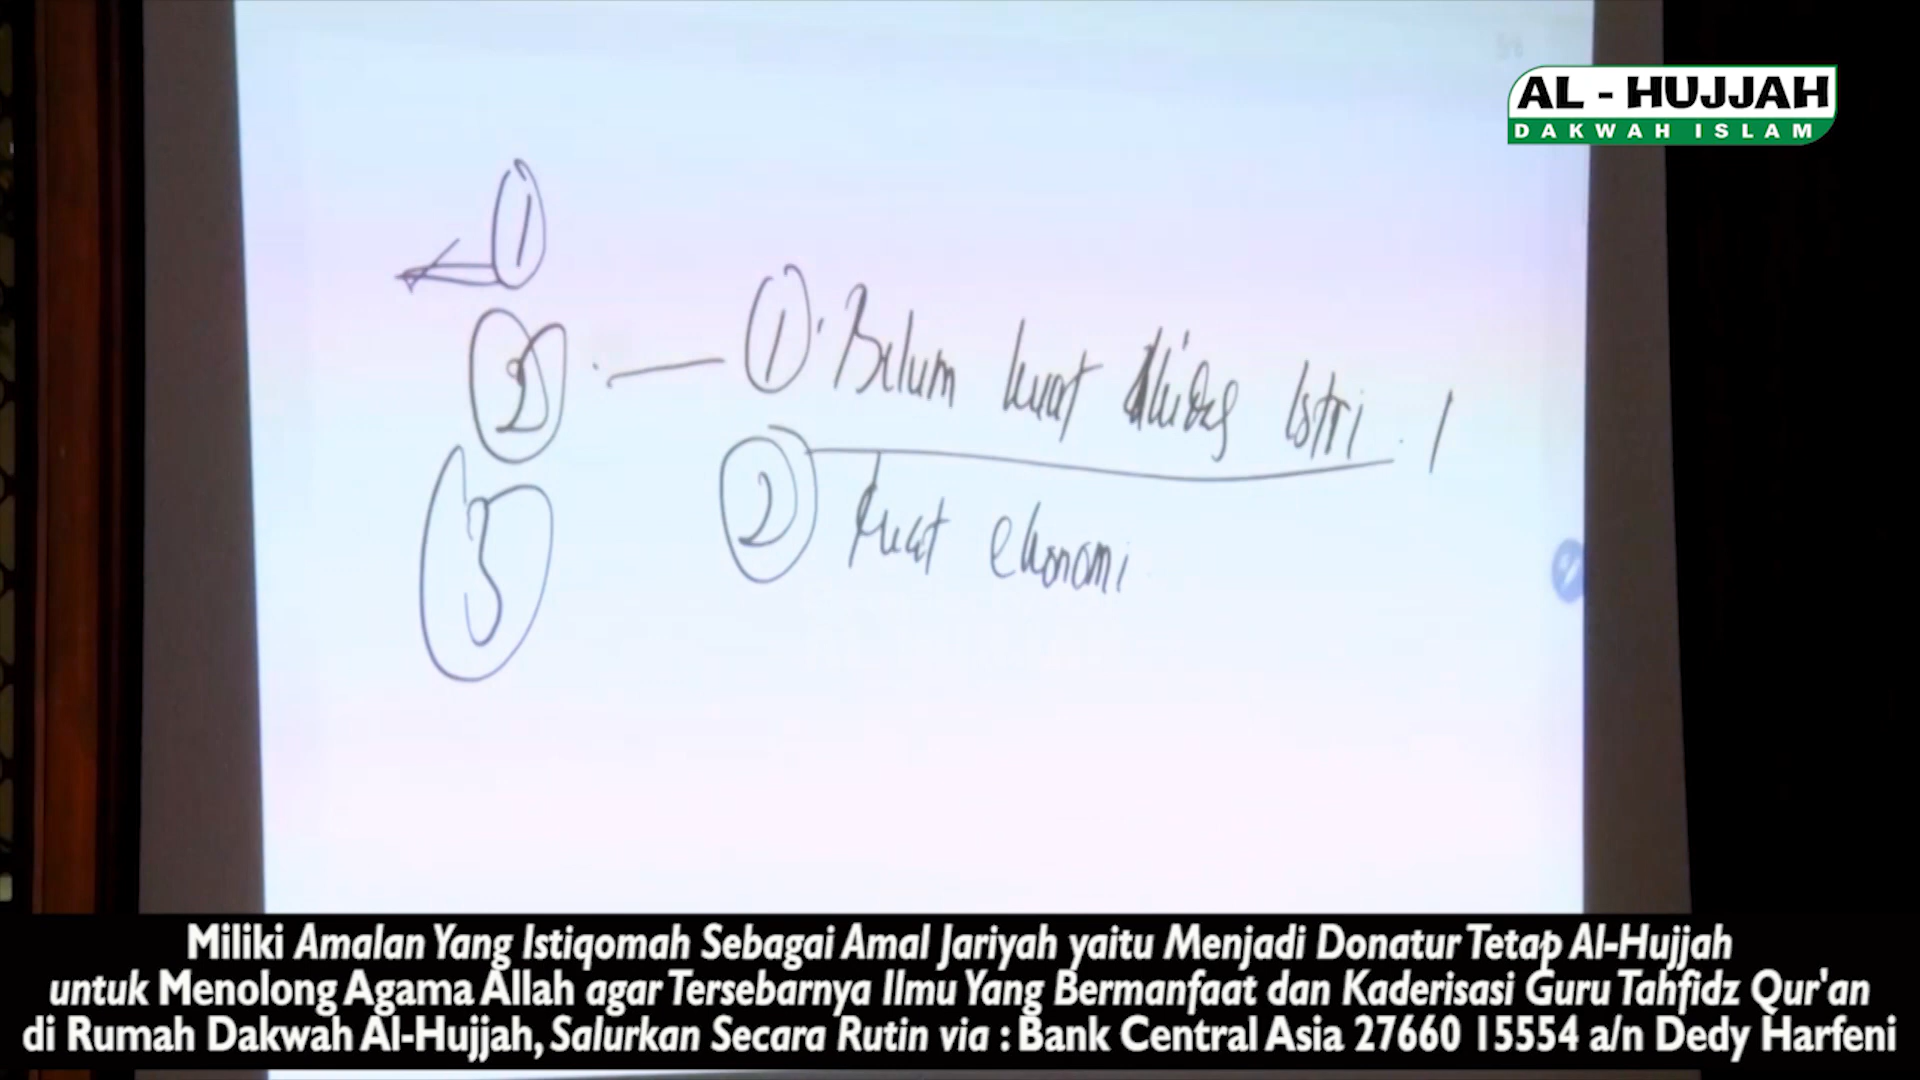 AL - HUJJAH
DAKWAH ISLAM
1
2 — 1. Belum kuat Istri. 1
2 kuat ekonomi
3
Miliki Amalan Yang Istiqomah Sebagai Amal Jariyah yaitu Menjadi Donatur Tetap Al-Hujjah
untuk Menolong Agama Allah agar Tersebarnya Ilmu Yang Bermanfaat dan Kaderisasi Guru Tahfidz Qur'an
di Rumah Dakwah Al-Hujjah, Salurkan Secara Rutin via : Bank Central Asia 27660 15554 a/n Dedy Harfeni